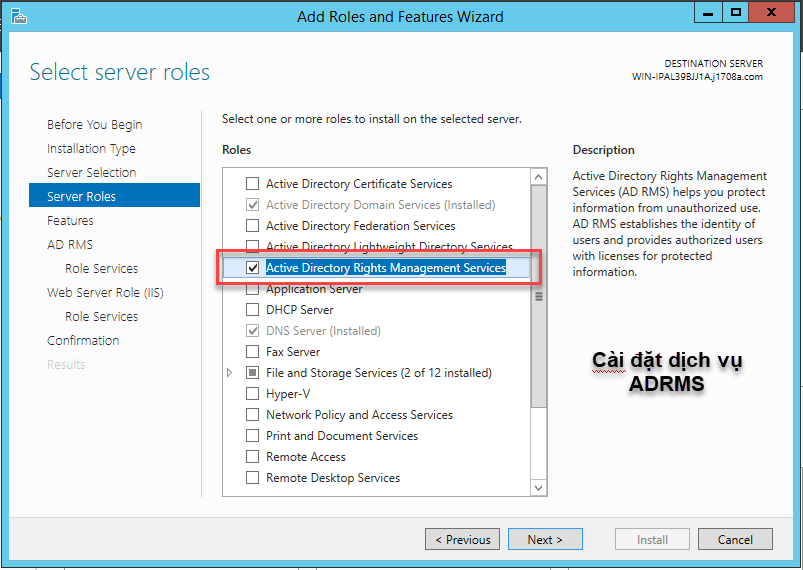 Add Roles and Features Wizard
Select server roles
DESTINATION SERVER
WIN-IPAL39BJJ1A.j1708a.com
Before You Begin
Installation Type
Server Selection
Server Roles
Features
AD RMS
Role Services
Web Server Role (IIS)
Role Services
Confirmation
Results
Select one or more roles to install on the selected server.
Roles
Active Directory Certificate Services
Active Directory Domain Services (Installed)
Active Directory Federation Services
Active Directory Lightweight Directory Services
Active Directory Rights Management Services
Application Server
DHCP Server
DNS Server (Installed)
Fax Server
File and Storage Services (2 of 12 installed)
Hyper-V
Network Policy and Access Services
Print and Document Services
Remote Access
Remote Desktop Services
Description
Active Directory Rights Management
Services (AD RMS) helps you protect
information from unauthorized use.
AD RMS establishes the identity of
users and provides authorized users
with licenses for protected
information.
Cài đặt dịch vụ
ADRMS
< Previous
Next >
Install
Cancel